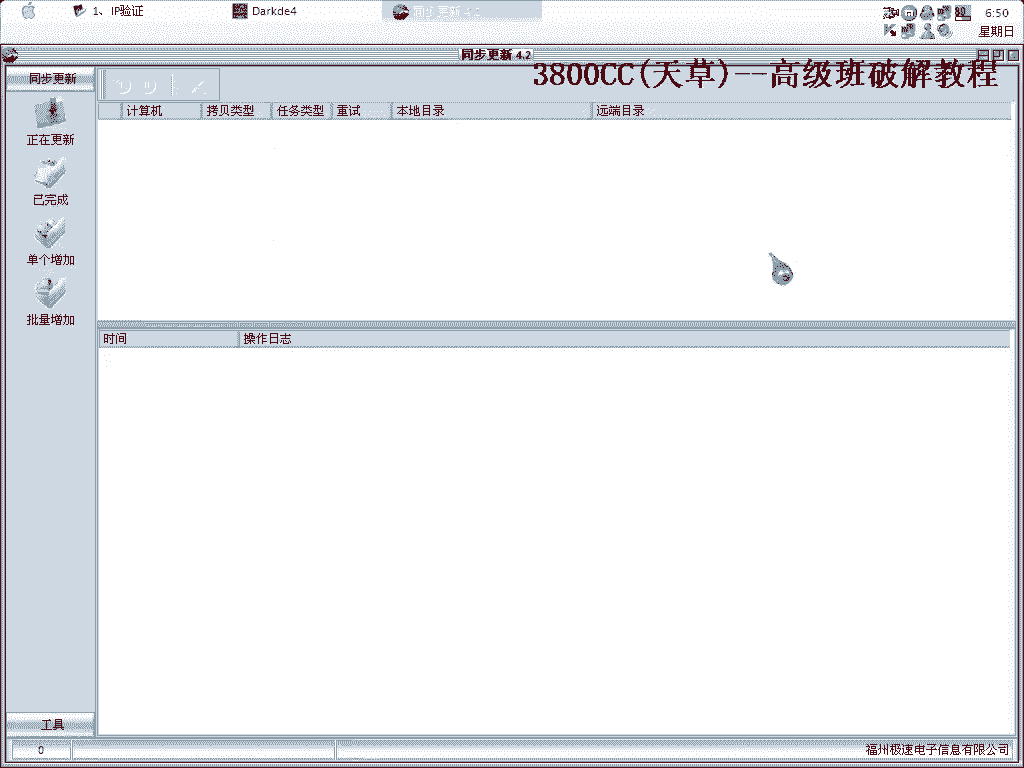 1、IP验证
Darkde4
同步更新 4.2
6:50
星期日
同步更新 4.2
3800CC(天草)--高级班破解教程
同步更新
正在更新
已完成
单个增加
批量增加
计算机 拷贝类型 任务类型 重试 本地目录 远端目录
时间 操作日志
工具
0
福州极速电子信息有限公司